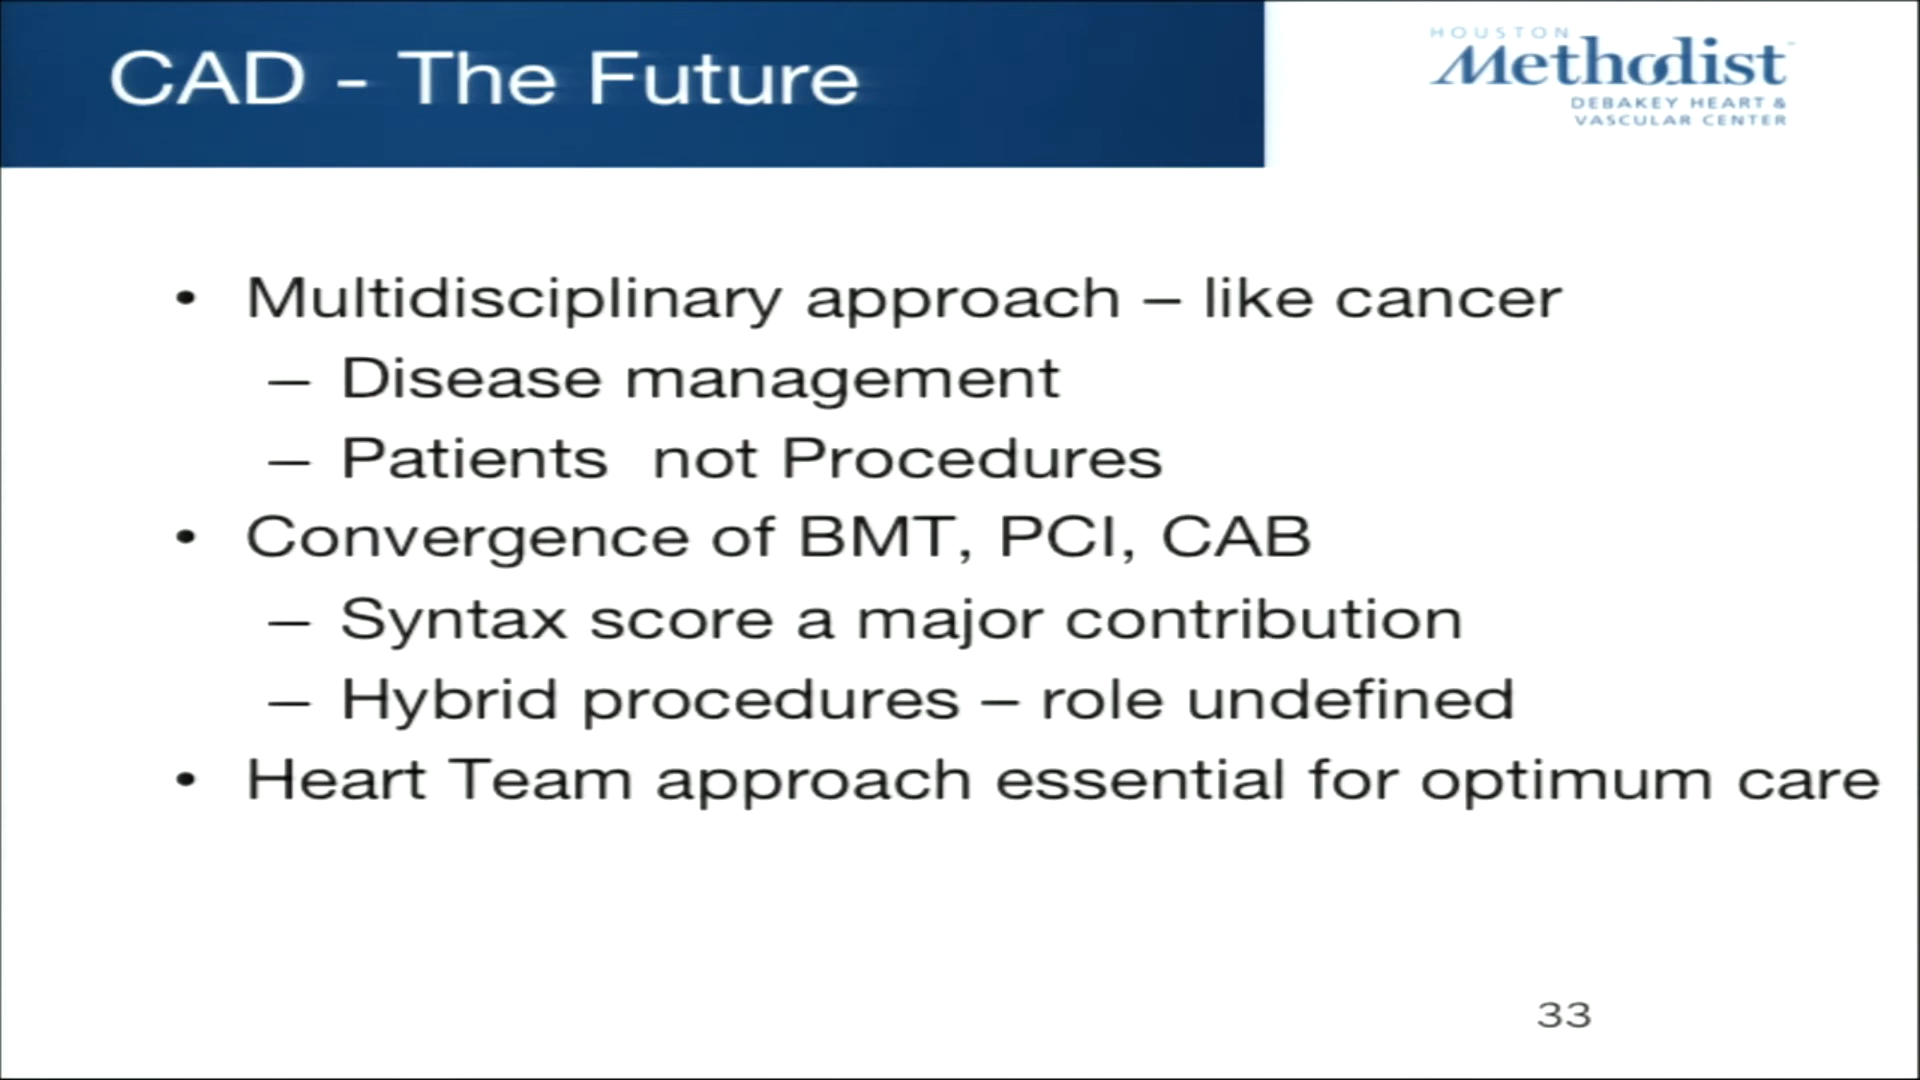 CAD - The Future
HOUSTON
Methodist
DEBAKEY HEART &
VASCULAR CENTER
• Multidisciplinary approach – like cancer
– Disease management
– Patients  not Procedures
• Convergence of BMT, PCI, CAB
– Syntax score a major contribution
– Hybrid procedures – role undefined
• Heart Team approach essential for optimum care
33